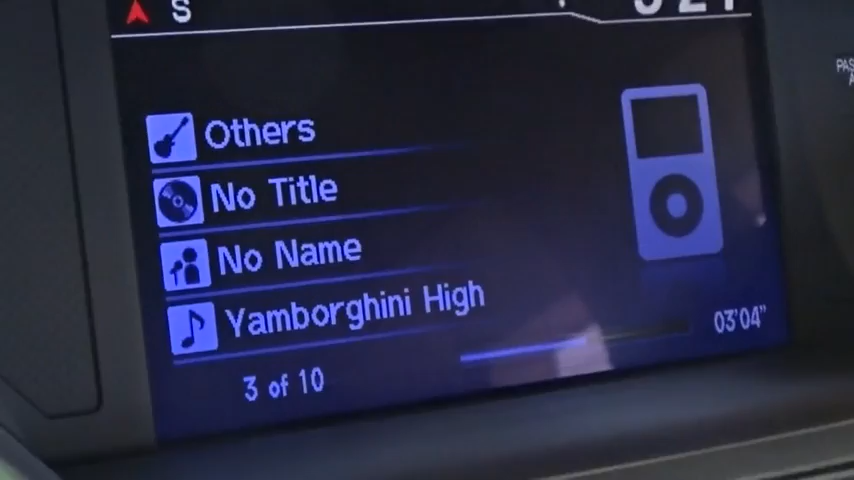 S
Others
No Title
No Name
Yamborghini High
03'04"
3 of 10